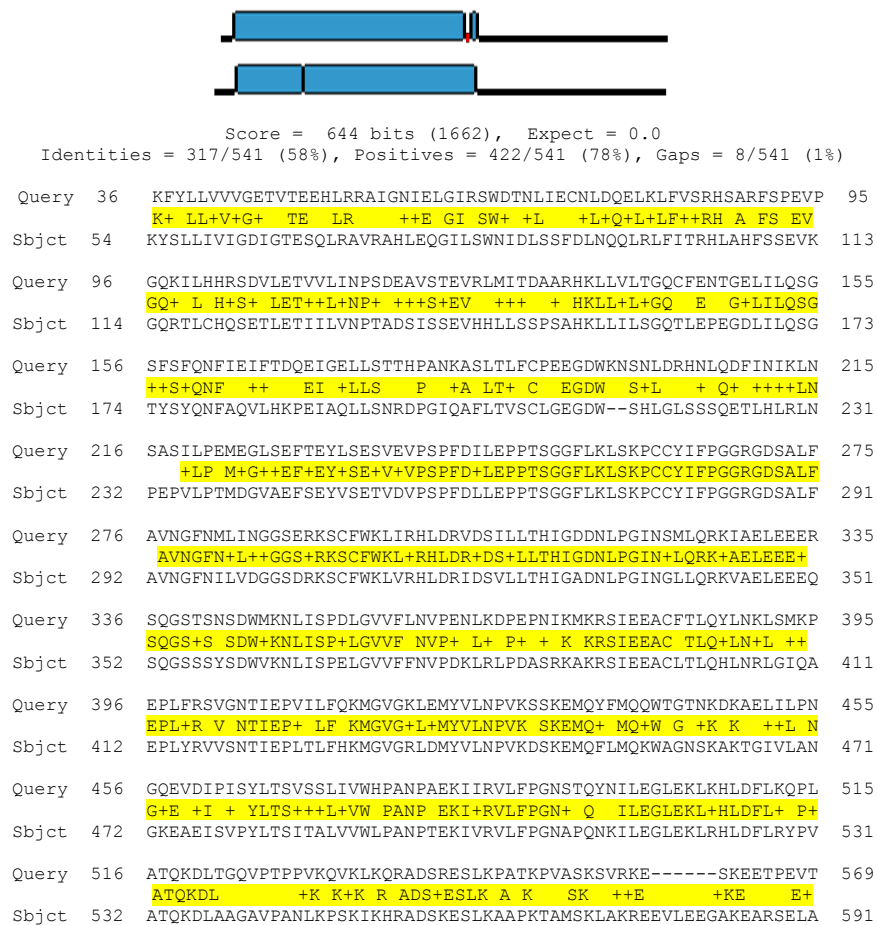 Score =  644 bits (1662),  Expect = 0.0
Identities = 317/541 (58%), Positives = 422/541 (78%), Gaps = 8/541 (1%)
Query  36   KFYLLVVVGETVTEEHLRRAIGNIELGIRSWDTNLIECNLDQELKLFVSRHSARFSPEVP  95
K+ LL+V+G+  TE  LR    ++E GI SW+ +L   +L+Q+L+LF++RH A FS EV
Sbjct  54   KYSLLIVIGDIGTESQLRAVRAHLEQGILSWNIDLSSFDLNQQLRLFITRHLAHFSSEVK  113
Query  96   GQKILHHRSDVLETVVLINPSDEAVSTEVRLMITDAARHKLLVLTGQCFENTGELILQSG  155
GQ+ L H+S+ LET++L+NP+ +++S+EV  +++  + HKLL+L+GQ  E  G+LILQSG
Sbjct  114  GQRTLCHQSETLETIILVNPTADSISSEVHHLLSSPSAHKLLILSGQTLEPEGDLILQSG  173
Query  156  SFSFQNFIEIFTDQEIGELLSTTHPANKASLTLFCPEEGDWKNSNLDRHNLQDFINIKLN  215
++S+QNF  ++   EI +LLS   P  +A LT+ C  EGDW  S+L   + Q+ ++++LN
Sbjct  174  TYSYQNFAQVLHKPEIAQLLSNRDPGIQAFLTVSCLGEGDW--SHLGLSSSQETLHLRLN  231
Query  216  SASILPEMEGLSEFTEYLSESVEVPSPFDILEPPTSGGFLKLSKPCCYIFPGGRGDSALF  275
+LP M+G++EF+EY+SE+V+VPSPFD+LEPPTSGGFLKLSKPCCYIFPGGRGDSALF
Sbjct  232  PEPVLPTMDGVAEFSEYVSETVDVPSPFDLLEPPTSGGFLKLSKPCCYIFPGGRGDSALF  291
Query  276  AVNGFNMLINGGSERKSCFWKLIRHLDRVDSILLTHIGDDNLPGINSMLQRKIAELEEER  335
AVNGFN+L++GGS+RKSCFWKL+RHLDR+DS+LLTHIGDNLPGIN+LQRK+AELEEE+
Sbjct  292  AVNGFNILVDGGSDRKSCFWKLVRHLDRIDSVLLTHIGADNLPGINGLLQRKVAELEEEQ  351
Query  336  SQGSTSNSDWMKNLISPDLGVVFLNVPENLKDPEPNIKMKRSIEEACFTLQYLNKLSMKP  395
SQGS+S SDW+KNLISP+LGVVF NVP+ L+ P+ + K KRSIEEAC TLQ+LN+L ++
Sbjct  352  SQGSSSYSDWVKNLISPELGVVFFNVPDKLRLPDASRKAKRSIEEACLTLQHLNRLGIQA  411
Query  396  EPLFRSVGNTIEPVILFQKMGVGKLEMYVLNPVKSSKEMQYFMQQWTGTNKDKAELILPN  455
EPL+R V NTIEP+ LF KMGVG+L+MYVLNPVK SKEMQ+ MQ+W G +K K  ++L N
Sbjct  412  EPLYRVVSNTIEPLTLFHKMGVGRLDMYVLNPVKDSKEMQFLMQKWAGNSKAKTGIVLAN  471
Query  456  GQEVDIPISYLTSVSSLIVWHPANPAEKIIRVLFPGNSTQYNILEGLEKLKHLDFLKQPL  515
G+E +I + YLTS+++L+VW PANP EKI+RVLFPGN+ Q  ILEGLEKL+HLDFL+ P+
Sbjct  472  GKEAEISVPYLTSITALVVWLPANPTEKIVRVLFPGNAPQNKILEGLEKLRHLDFLRYPV  531
Query  516  ATQKDLTGQVPTPPVKQVKLKQRADSRESLKPATKPVASKSVRKE------SKEETPEVT  569
ATQKDL        +K K+K R ADS+ESLK A K   SK  ++E       +KE   E+
Sbjct  532  ATQKDLAAGAVPANLKPSKIKHRADSKESLKAAPKTAMSKLAKREEVLEEGAKEARSELA  591